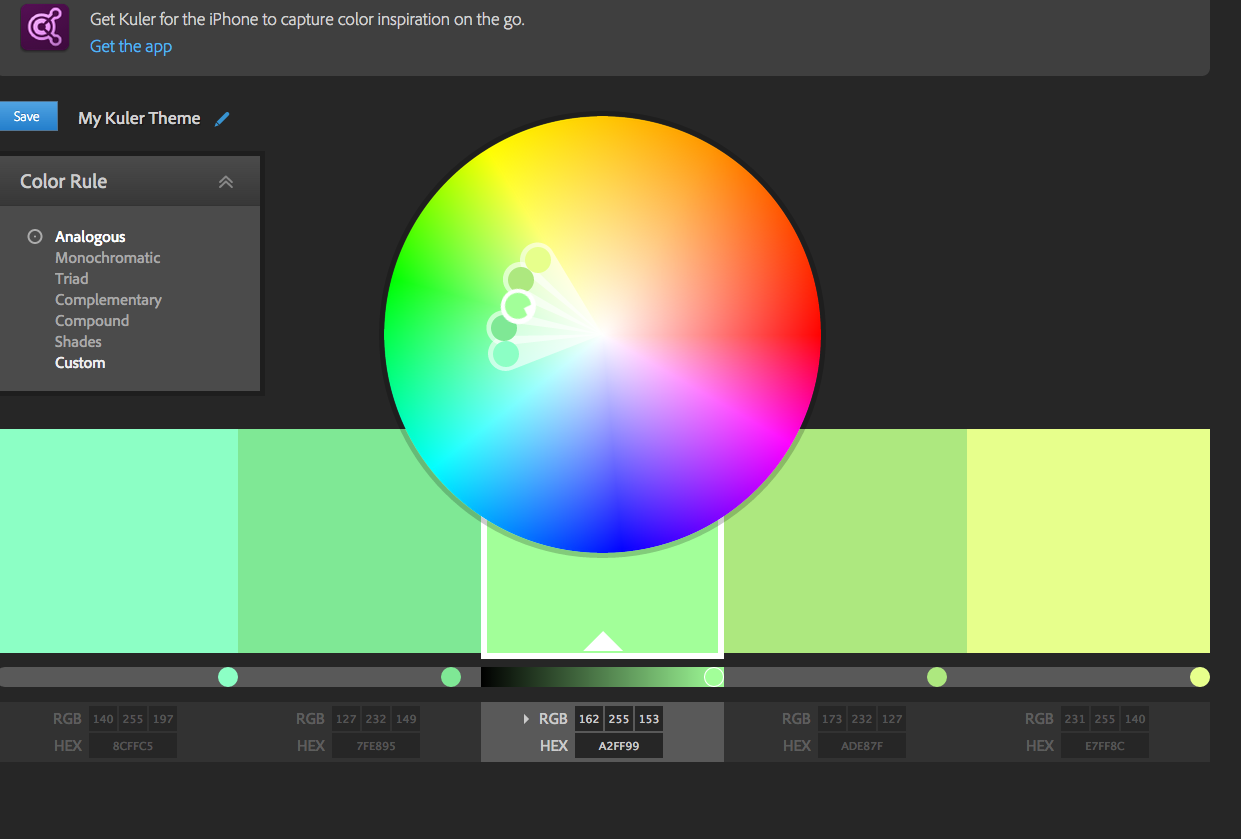 Get Kuler for the iPhone to capture color inspiration on the go.
Get the app
Save
My Kuler Theme
Color Rule
Analogous
Monochromatic
Triad
Complementary
Compound
Shades
Custom
RGB 140 255 197
HEX 8CFFC5
RGB 127 232 149
HEX 7FE895
RGB 162 255 153
HEX A2FF99
RGB 173 232 127
HEX ADE87F
RGB 231 255 140
HEX E7FF8C